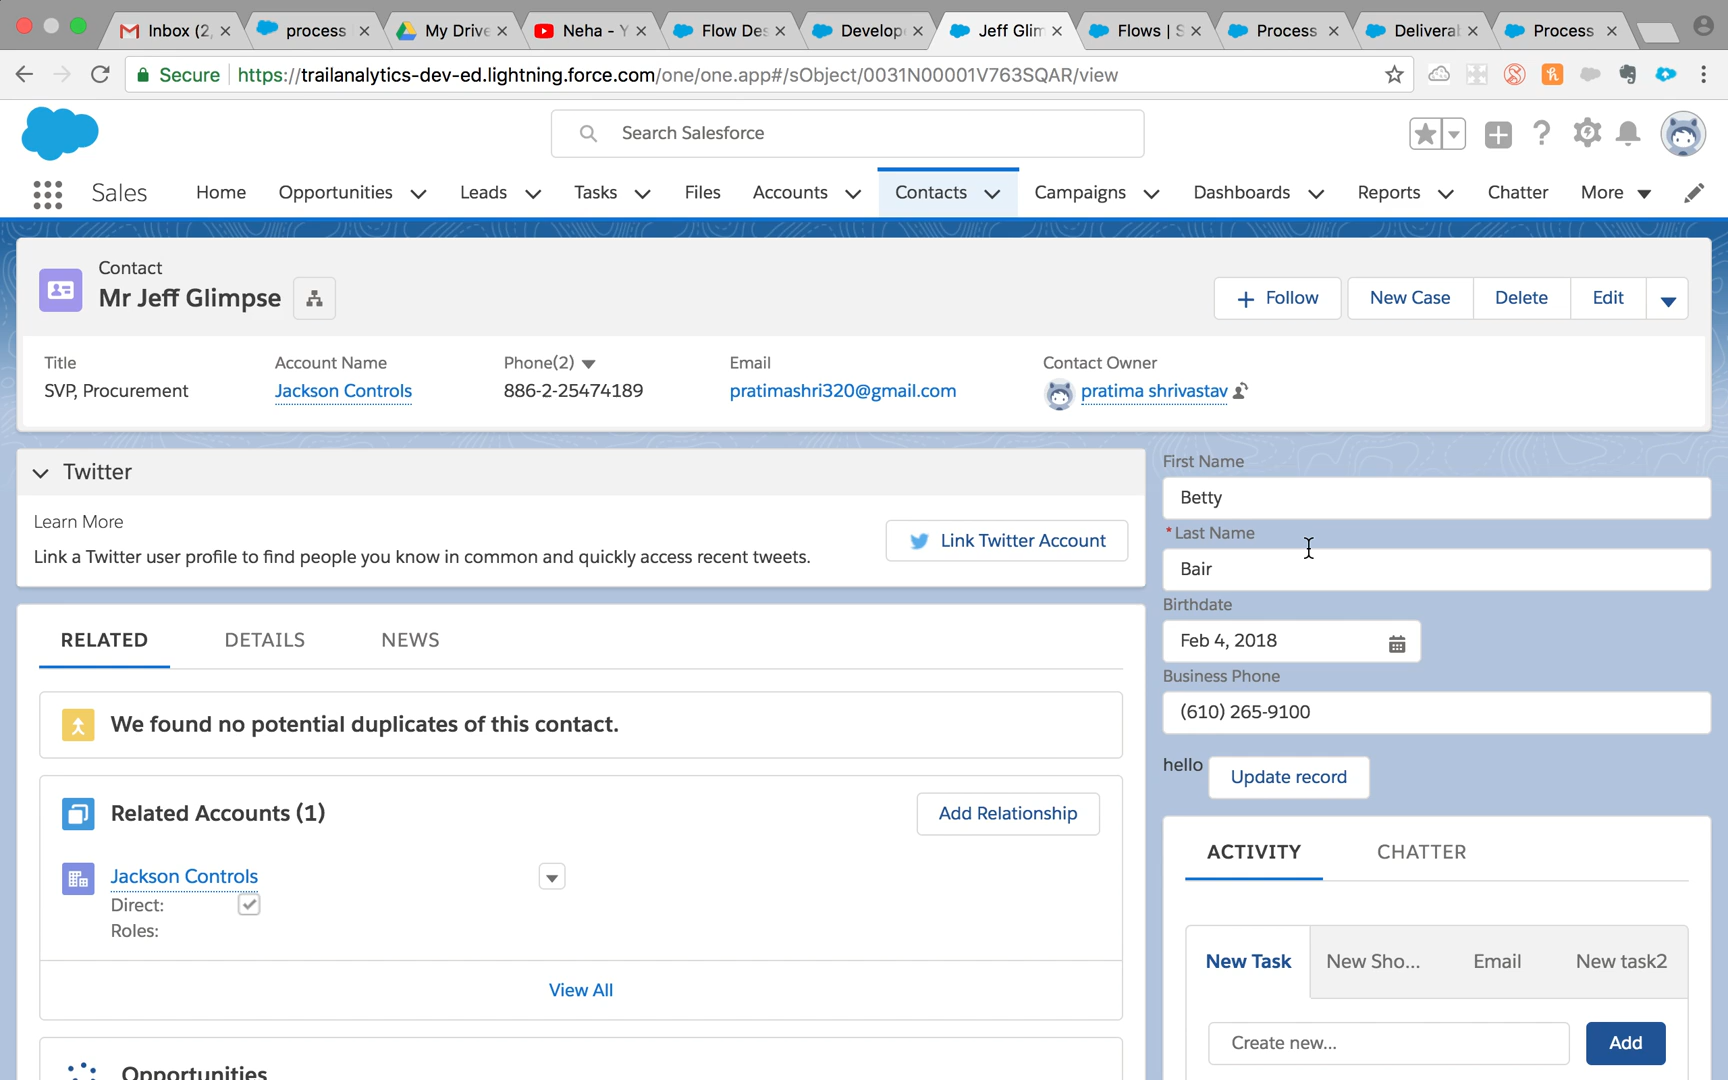 Inbox (2, process My Drive Neha - Y Flow Des Develop Jeff Glim Flows | S Process Delivera Process
Secure https://trailanalytics-dev-ed.lightning.force.com/one/one.app#/sObject/0031N00001V763SQAR/view
Search Salesforce
Sales Home Opportunities Leads Tasks Files Accounts Contacts Campaigns Dashboards Reports Chatter More
Contact
Mr Jeff Glimpse
+ Follow New Case Delete Edit
Title Account Name Phone(2) Email Contact Owner
SVP, Procurement Jackson Controls 886-2-25474189 pratimashri320@gmail.com pratima shrivastav
Twitter
Learn More
Link a Twitter user profile to find people you know in common and quickly access recent tweets.
Link Twitter Account
RELATED DETAILS NEWS
We found no potential duplicates of this contact.
Related Accounts (1)
Add Relationship
Jackson Controls
Direct:
Roles:
View All
Opportunities
First Name
Betty
* Last Name
Bair
Birthdate
Feb 4, 2018
Business Phone
(610) 265-9100
hello Update record
ACTIVITY CHATTER
New Task New Sho... Email New task2
Create new... Add